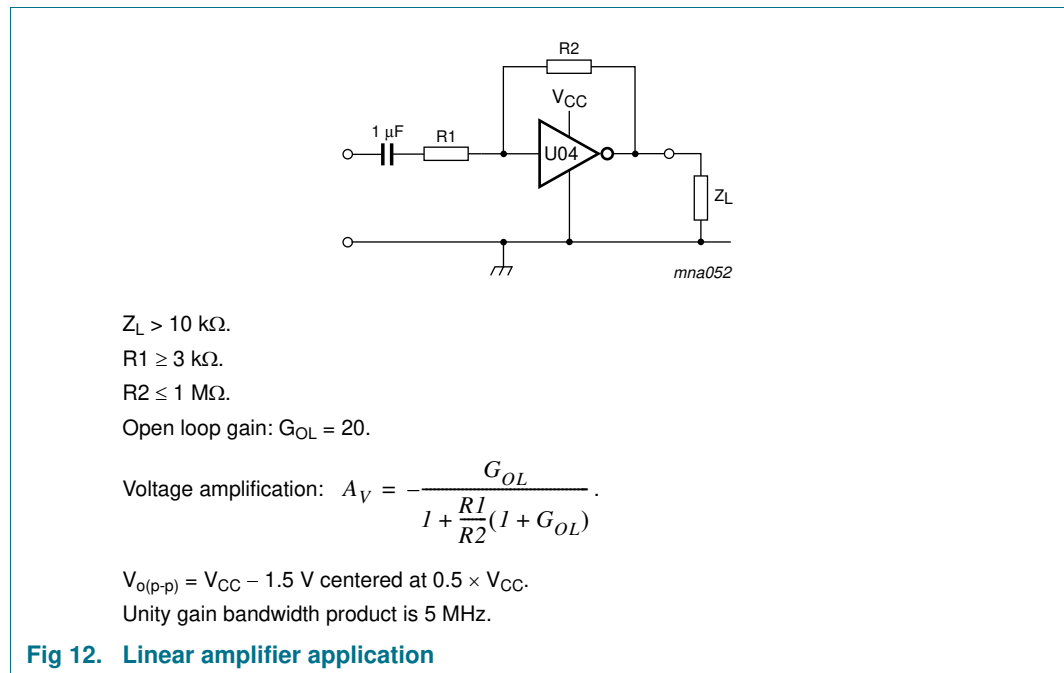 R2
V_CC
1 μF
R1
U04
Z_L
mna052
Z_L > 10 kΩ.
R1 ≥ 3 kΩ.
R2 ≤ 1 MΩ.
Open loop gain: G_OL = 20.
Voltage amplification: A_V = −G_OL / (1 + R1/R2 (1 + G_OL)).
V_o(p-p) = V_CC − 1.5 V centered at 0.5 × V_CC.
Unity gain bandwidth product is 5 MHz.
Fig 12. Linear amplifier application